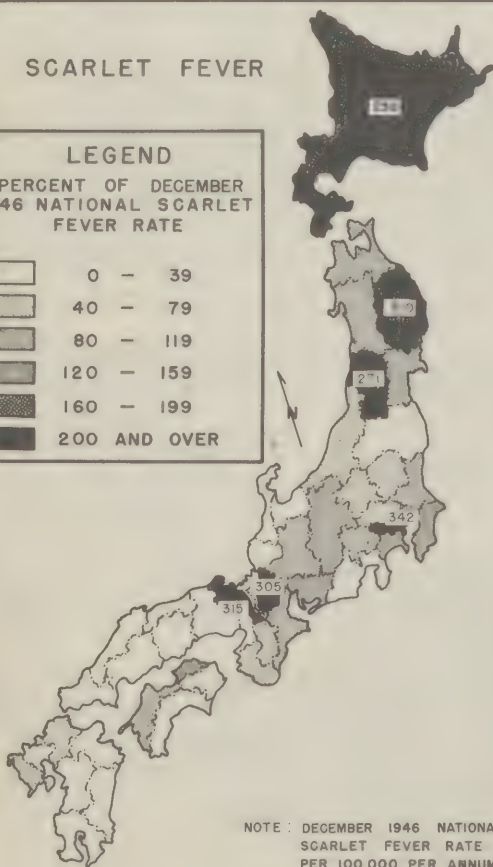 SCARLET FEVER
LEGEND
PERCENT OF DECEMBER
46 NATIONAL SCARLET
FEVER RATE
0 – 39
40 – 79
80 – 119
120 – 159
160 – 199
200 AND OVER
N
271
342
305
315
NOTE: DECEMBER 1946 NATIONA
SCARLET FEVER RATE
PER 100,000 PER ANNUM